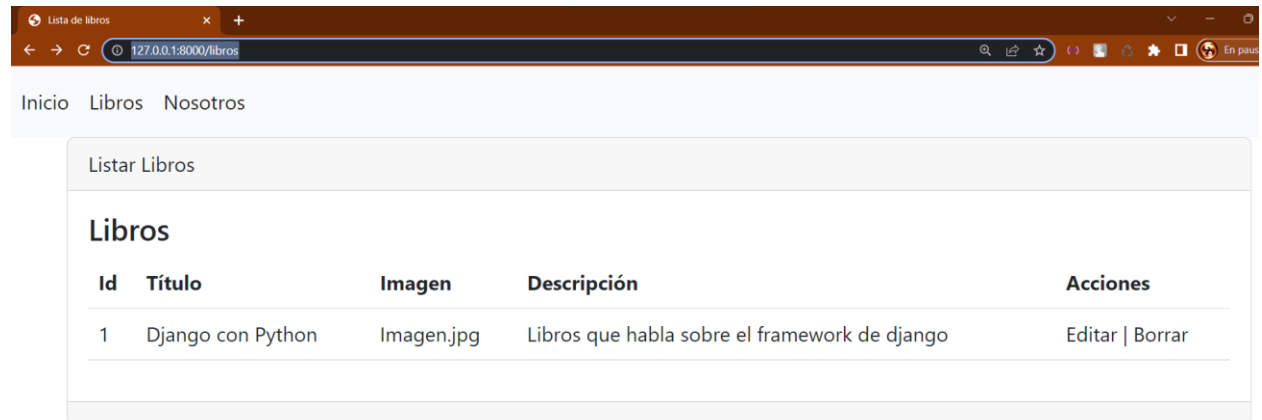 Lista de libros
127.0.0.1:8000/libros
En paus
Inicio Libros Nosotros
Listar Libros
Libros
Id Título Imagen Descripción Acciones
1 Django con Python Imagen.jpg Libros que habla sobre el framework de django Editar | Borrar